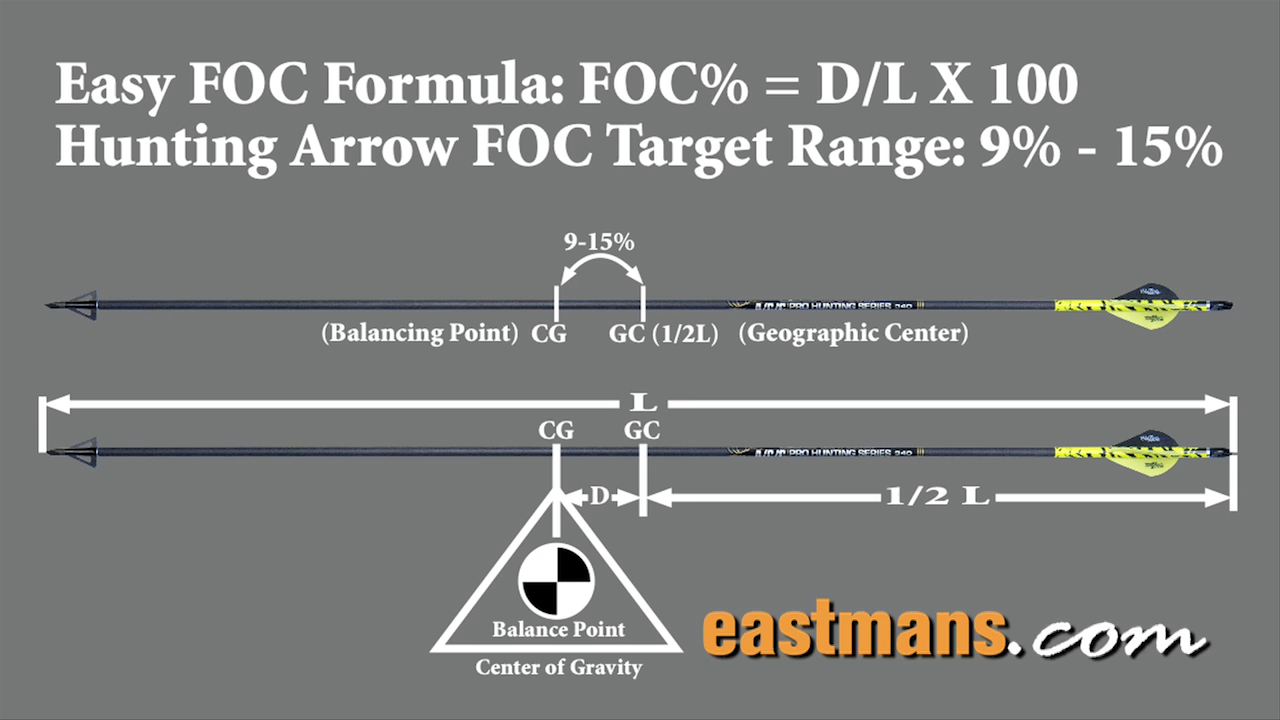 Easy FOC Formula: FOC% = D/L X 100
Hunting Arrow FOC Target Range: 9% - 15%
9-15%
PRO HUNTING SERIES 340
(Balancing Point) CG GC (1/2L) (Geographic Center)
L
CG GC
PRO HUNTING SERIES 340
D 1/2 L
Balance Point
Center of Gravity
eastmans.com